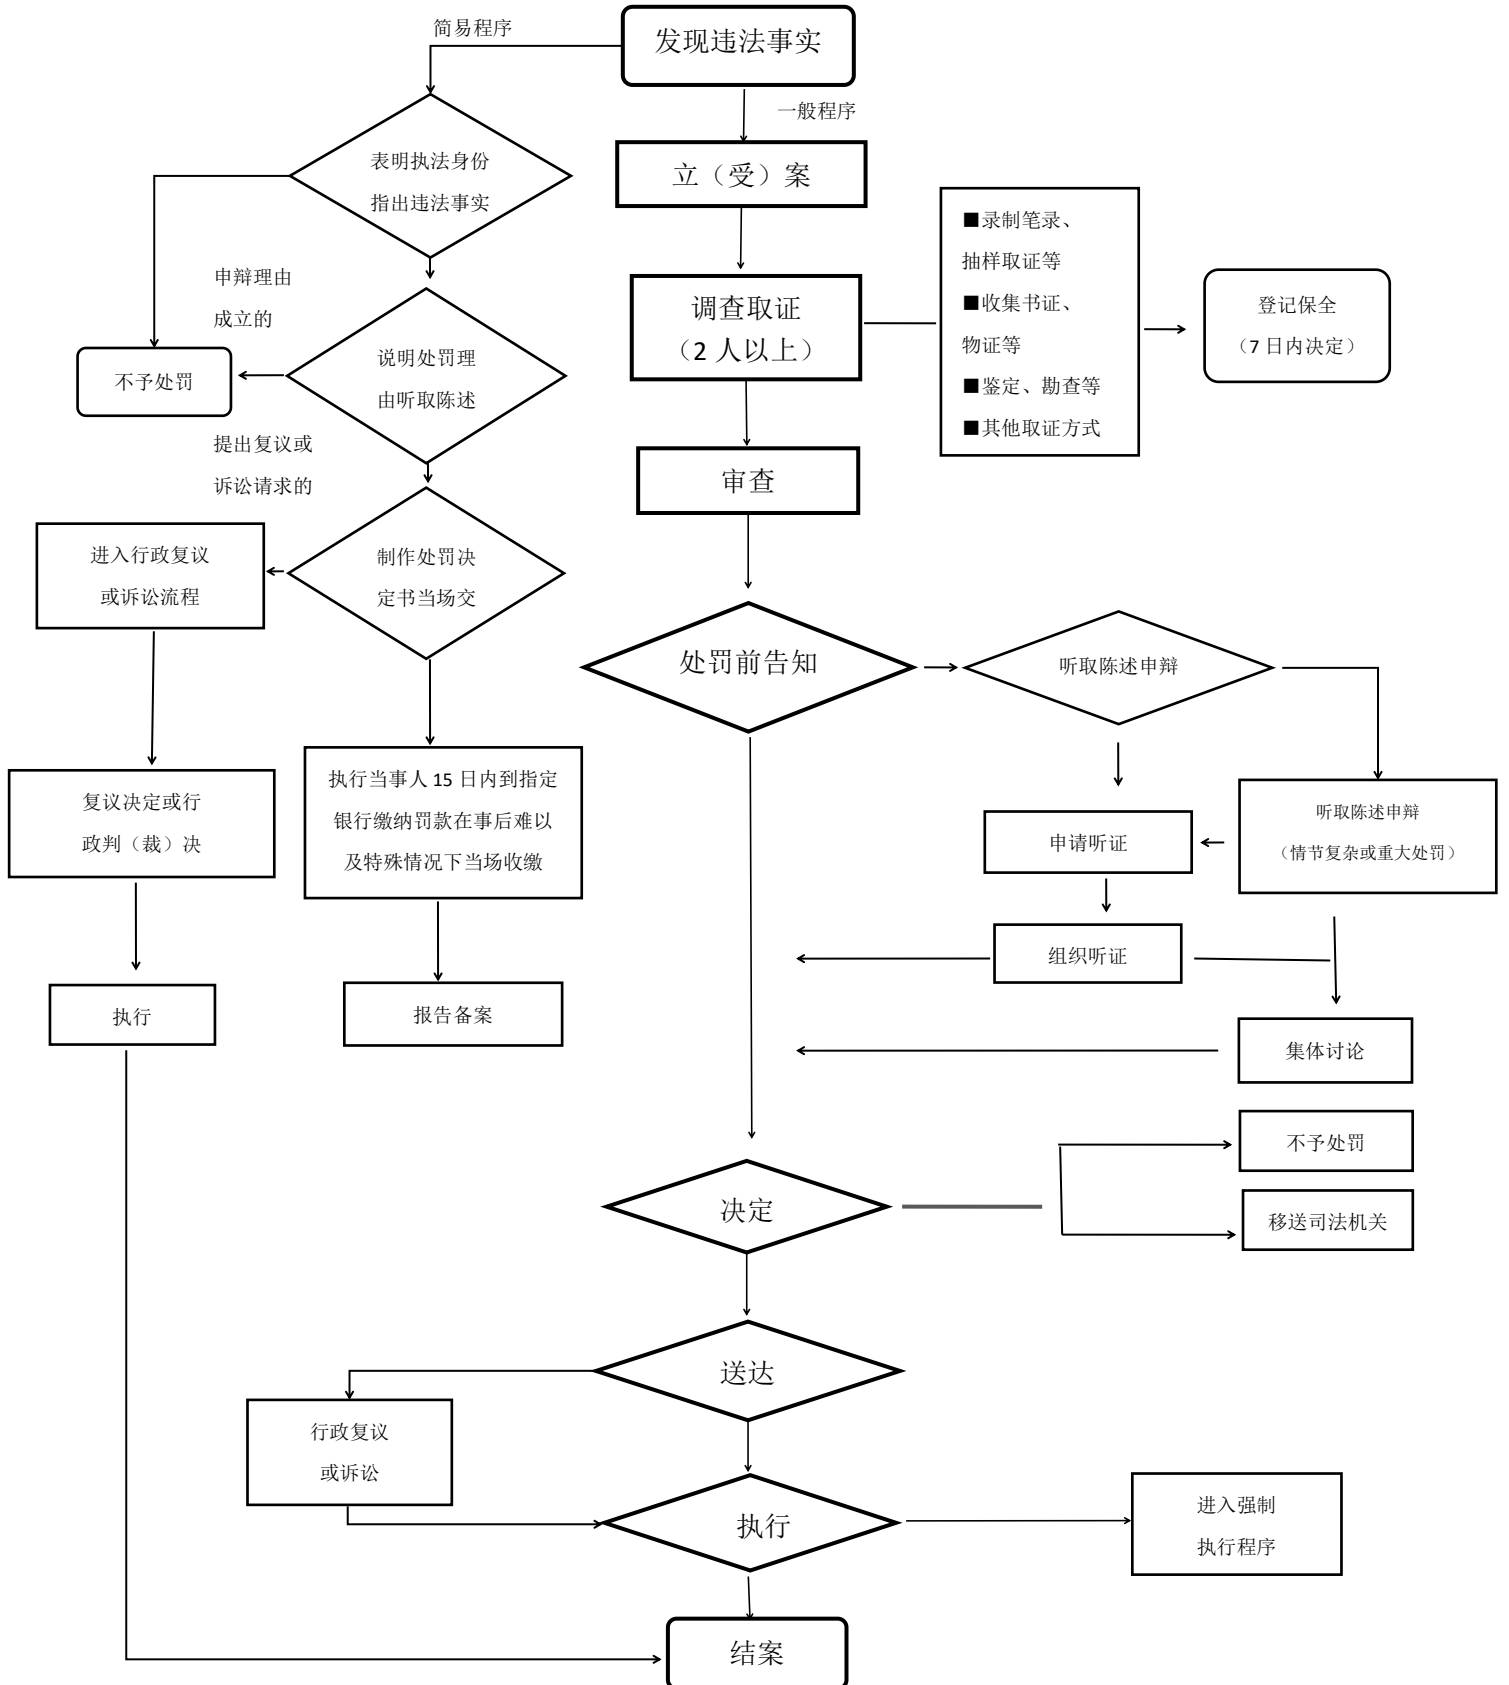 简易程序
发现违法事实
一般程序
表明执法身份
指出违法事实
立（受）案
■录制笔录、
抽样取证等
■收集书证、
物证等
■鉴定、勘查等
■其他取证方式
申辩理由
成立的
调查取证
（2 人以上）
登记保全
（7 日内决定）
不予处罚
说明处罚理
由听取陈述
提出复议或
诉讼请求的
审查
进入行政复议
或诉讼流程
制作处罚决
定书当场交
处罚前告知
听取陈述申辩
复议决定或行
政判（裁）决
执行当事人 15 日内到指定
银行缴纳罚款在事后难以
及特殊情况下当场收缴
申请听证
听取陈述申辩
（情节复杂或重大处罚）
组织听证
执行
报告备案
集体讨论
不予处罚
决定
移送司法机关
送达
行政复议
或诉讼
执行
进入强制
执行程序
结案